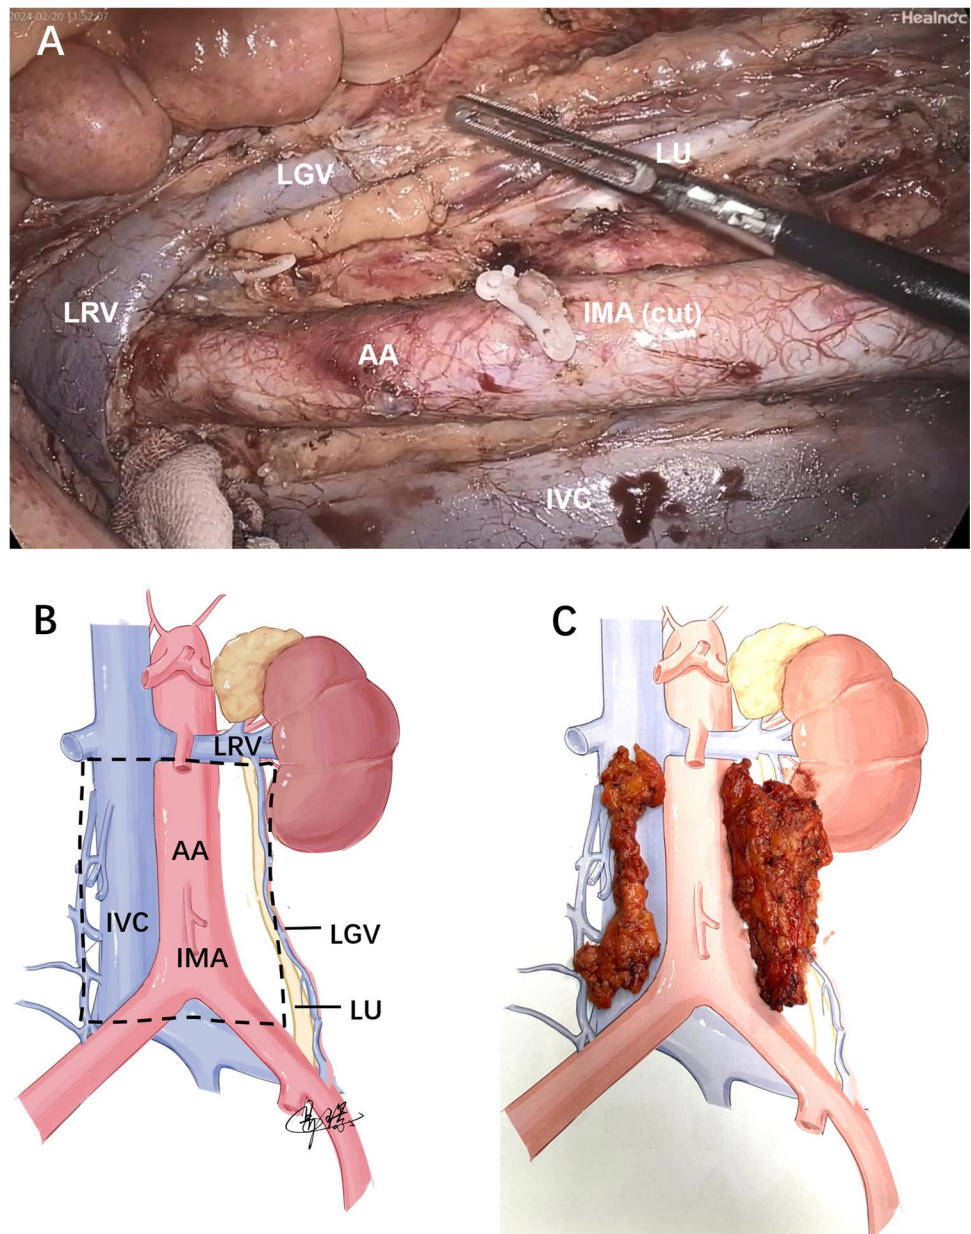 2024-02-20 11:52:07
Healnoc
A
LU
LGV
LRV
IMA (cut)
AA
IVC
B
C
LRV
AA
IVC
LGV
IMA
LU